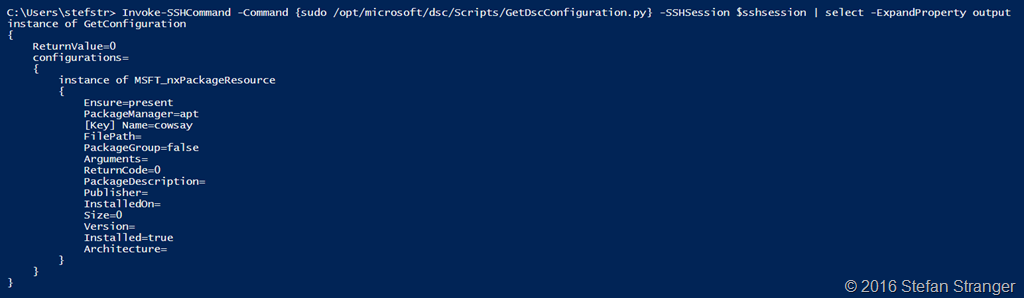 C:\Users\stefstr> Invoke-SSHCommand -Command {sudo /opt/microsoft/dsc/Scripts/GetDscConfiguration.py} -SSHSession $sshsession | select -ExpandProperty output
instance of GetConfiguration
{
    ReturnValue=0
    configurations=
    {
        instance of MSFT_nxPackageResource
        {
            Ensure=present
            PackageManager=apt
            [Key] Name=cowsay
            FilePath=
            PackageGroup=false
            Arguments=
            ReturnCode=0
            PackageDescription=
            Publisher=
            InstalledOn=
            Size=0
            Version=
            Installed=true
            Architecture=
        }
    }
}
© 2016 Stefan Stranger